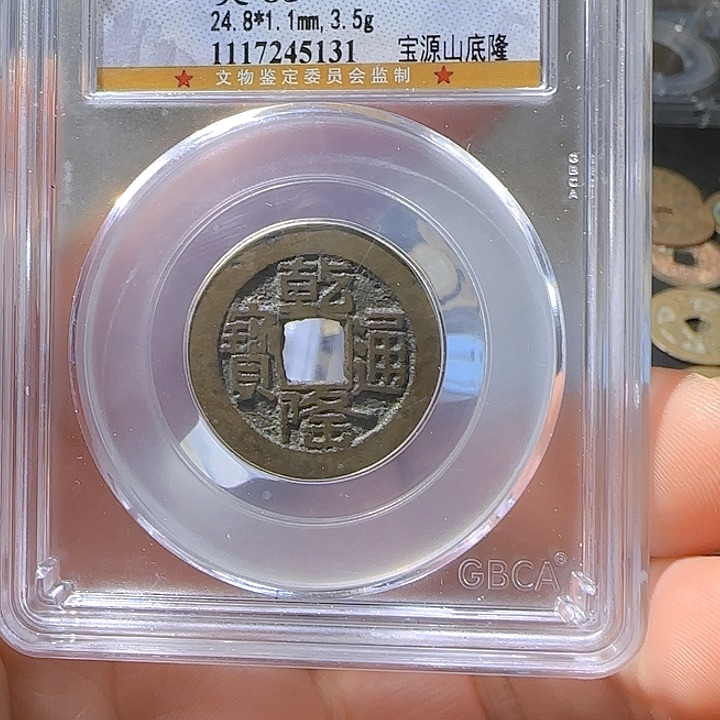 24.8*1.1mm, 3.5g
1117245131 宝源山底隆
★ 文物鉴定委员会监制 ★
乾
寶 通
隆
GBCA®